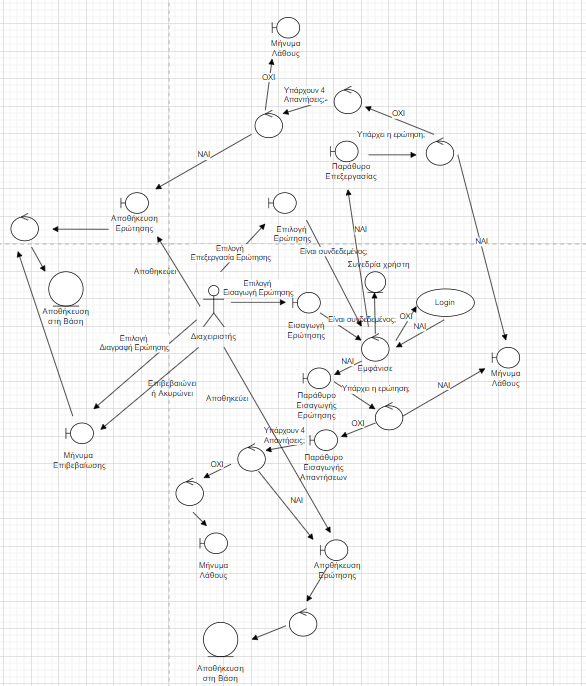 Μήνυμα
Λάθους
ΟΧΙ
Υπάρχουν 4
Απαντήσεις;
ΟΧΙ
Υπάρχει η ερώτηση;
ΝΑΙ
Παράθυρο
Επεξεργασίας
Αποθήκευση
Ερώτησης
Επιλογή
Ερώτησης
ΝΑΙ
ΝΑΙ
Επιλογή
Επεξεργασία Ερώτησης
Είναι συνδεδεμένος;
Συνεδρία χρήστη
Αποθηκεύει
Επιλογή
Εισαγωγή Ερώτησης
Αποθήκευση
στη Βάση
Εισαγωγή
Ερώτησης
Είναι συνδεδεμένος;
ΟΧΙ
Login
ΝΑΙ
Διαχειριστής
Επιλογή
Διαγραφή Ερώτησης
Εμφάνισε
Μήνυμα
Λάθους
ΝΑΙ
Επιβεβαιώνει
ή Ακυρώνει
Αποθηκεύει
Παράθυρο
Εισαγωγής
Ερώτησης
Υπάρχει η ερώτηση;
ΝΑΙ
ΟΧΙ
Μήνυμα
Επιβεβαίωσης
Υπάρχουν 4
Απαντήσεις;
Παράθυρο
Εισαγωγής
Απαντήσεων
ΟΧΙ
ΝΑΙ
Μήνυμα
Λάθους
Αποθήκευση
Ερώτησης
Αποθήκευση
στη Βάση